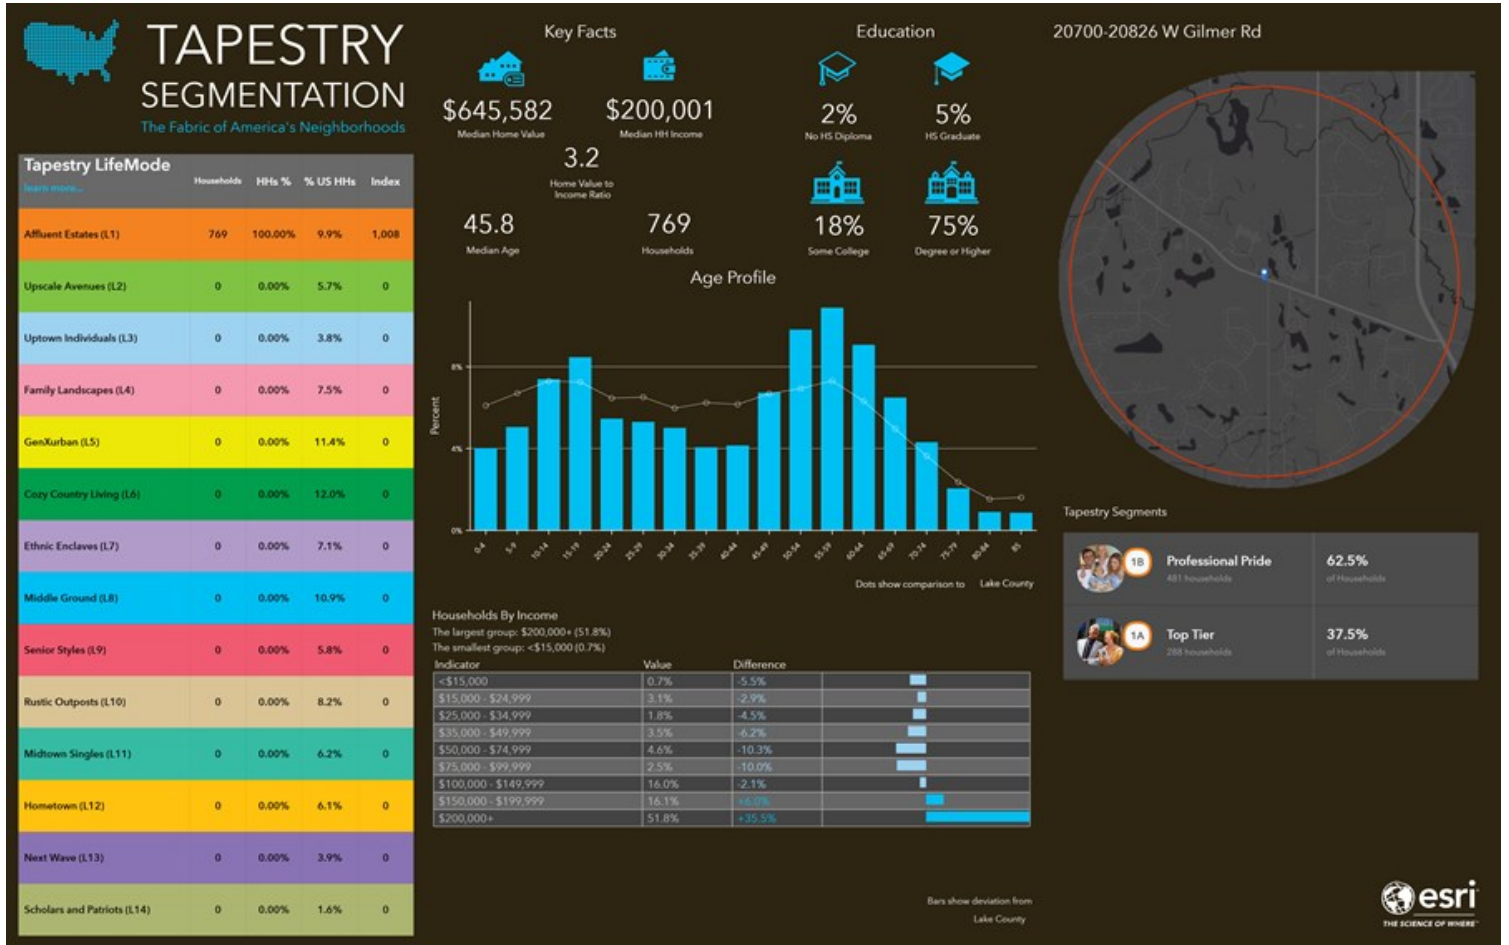 TAPESTRY
SEGMENTATION
The Fabric of America's Neighborhoods
Tapestry LifeMode
learn more...
Households HHs % % US HHs Index
Affluent Estates (L1) 769 100.00% 9.9% 1,008
Upscale Avenues (L2) 0 0.00% 5.7% 0
Uptown Individuals (L3) 0 0.00% 3.8% 0
Family Landscapes (L4) 0 0.00% 7.5% 0
GenXurban (L5) 0 0.00% 11.4% 0
Cozy Country Living (L6) 0 0.00% 12.0% 0
Ethnic Enclaves (L7) 0 0.00% 7.1% 0
Middle Ground (L8) 0 0.00% 10.9% 0
Senior Styles (L9) 0 0.00% 5.8% 0
Rustic Outposts (L10) 0 0.00% 8.2% 0
Midtown Singles (L11) 0 0.00% 6.2% 0
Hometown (L12) 0 0.00% 6.1% 0
Next Wave (L13) 0 0.00% 3.9% 0
Scholars and Patriots (L14) 0 0.00% 1.6% 0
Key Facts
$645,582 $200,001
Median Home Value Median HH Income
3.2
Home Value to
Income Ratio
45.8 769
Median Age Households
Education
2% 5%
No HS Diploma HS Graduate
18% 75%
Some College Degree or Higher
Age Profile
Percent
8%
4%
0%
0-4 5-9 10-14 15-19 20-24 25-29 30-34 35-39 40-44 45-49 50-54 55-59 60-64 65-69 70-74 75-79 80-84 85
Dots show comparison to Lake County
Households By Income
The largest group: $200,000+ (51.8%)
The smallest group: <$15,000 (0.7%)
Indicator Value Difference
<$15,000 0.7% -5.5%
$15,000 - $24,999 3.1% -2.9%
$25,000 - $34,999 1.8% -4.5%
$35,000 - $49,999 3.5% -6.2%
$50,000 - $74,999 4.6% -10.3%
$75,000 - $99,999 2.5% -10.0%
$100,000 - $149,999 16.0% -2.1%
$150,000 - $199,999 16.1% +6.0%
$200,000+ 51.8% +35.5%
Bars show deviation from
Lake County
20700-20826 W Gilmer Rd
Tapestry Segments
1B Professional Pride 62.5%
481 households of Households
1A Top Tier 37.5%
288 households of Households
esri
THE SCIENCE OF WHERE™